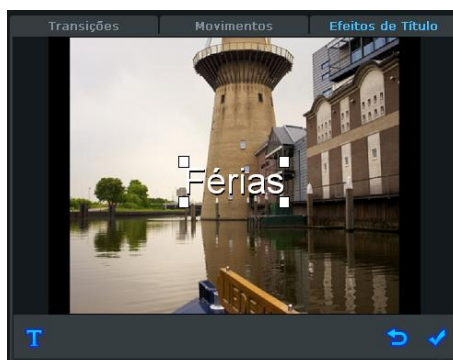 Transições
Movimentos
Efeitos de Título
Férias
T